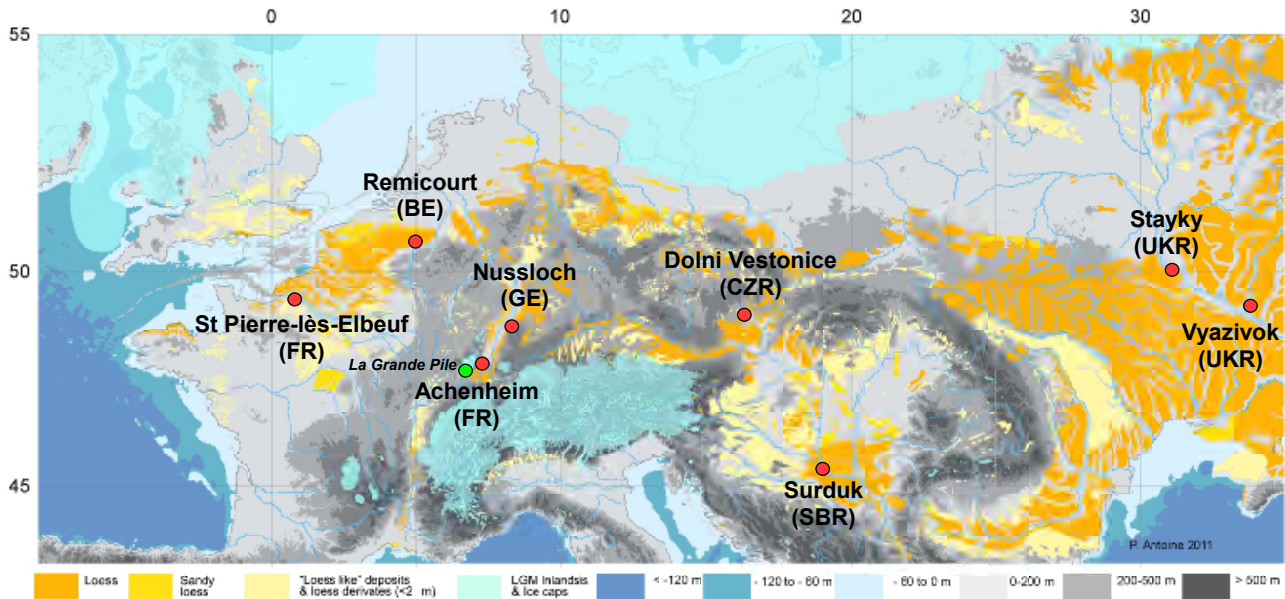 0 10 20 30
55
50
45
Remicourt
(BE)
Nussloch
(GE)
Dolni Vestonice
(CZR)
Stayky
(UKR)
St Pierre-lès-Elbeuf
(FR)
La Grande Pile
Achenheim
(FR)
Vyazivok
(UKR)
Surduk
(SBR)
P. Antoine 2011
Loess
Sandy
loess
"Loess like" deposits
& loess derivates (<2 m)
LGM Inlandsis
& Ice caps
< -120 m
- 120 to - 60 m
- 60 to 0 m
0-200 m
200-500 m
> 500 m